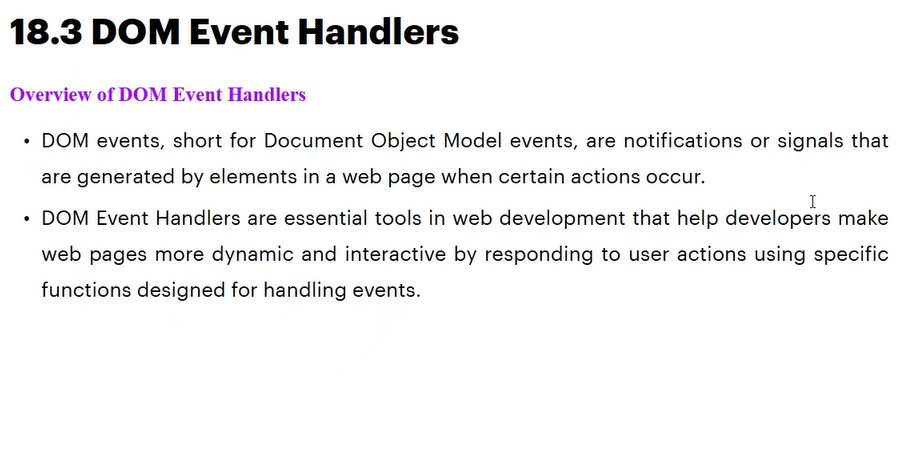 18.3 DOM Event Handlers
Overview of DOM Event Handlers
• DOM events, short for Document Object Model events, are notifications or signals that
are generated by elements in a web page when certain actions occur.
• DOM Event Handlers are essential tools in web development that help developers make
web pages more dynamic and interactive by responding to user actions using specific
functions designed for handling events.